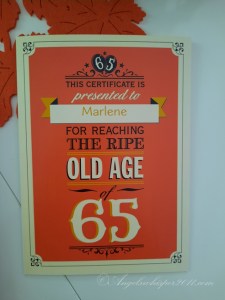 65
THIS CERTIFICATE IS
presented to
Marlene
FOR REACHING
THE RIPE
OLD AGE
of
65